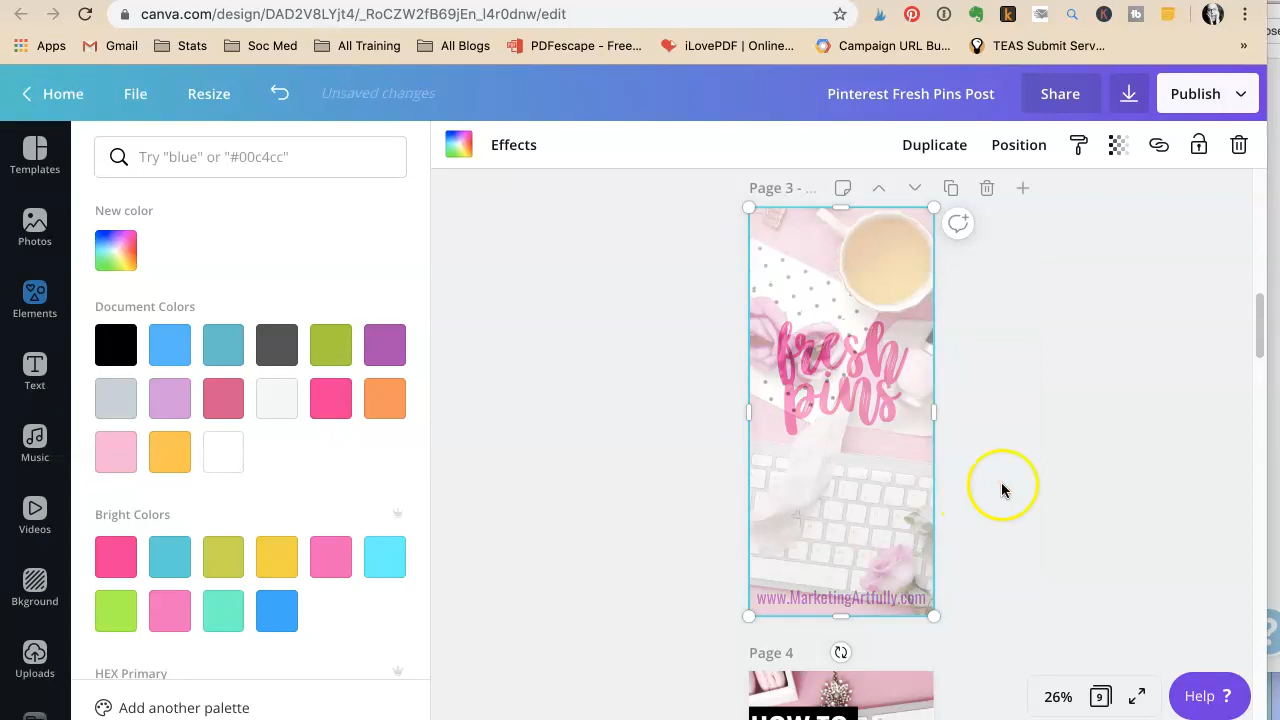 canva.com/design/DAD2V8LYjt4/_RoCZW2fB69jEn_l4r0dnw/edit
Apps Gmail Stats Soc Med All Training All Blogs PDFescape - Free... iLovePDF | Online... Campaign URL Bu... TEAS Submit Serv... »
Home File Resize Unsaved changes Pinterest Fresh Pins Post Share Publish
Templates
Photos
Elements
Text
Music
Videos
Bkground
Uploads
Try "blue" or "#00c4cc"
New color
Document Colors
Bright Colors
HEX Primary
Add another palette
Effects Duplicate Position
Page 3 - ...
fresh
pins
www.MarketingArtfully.com
Page 4
HOW TO
26% 9 Help ?